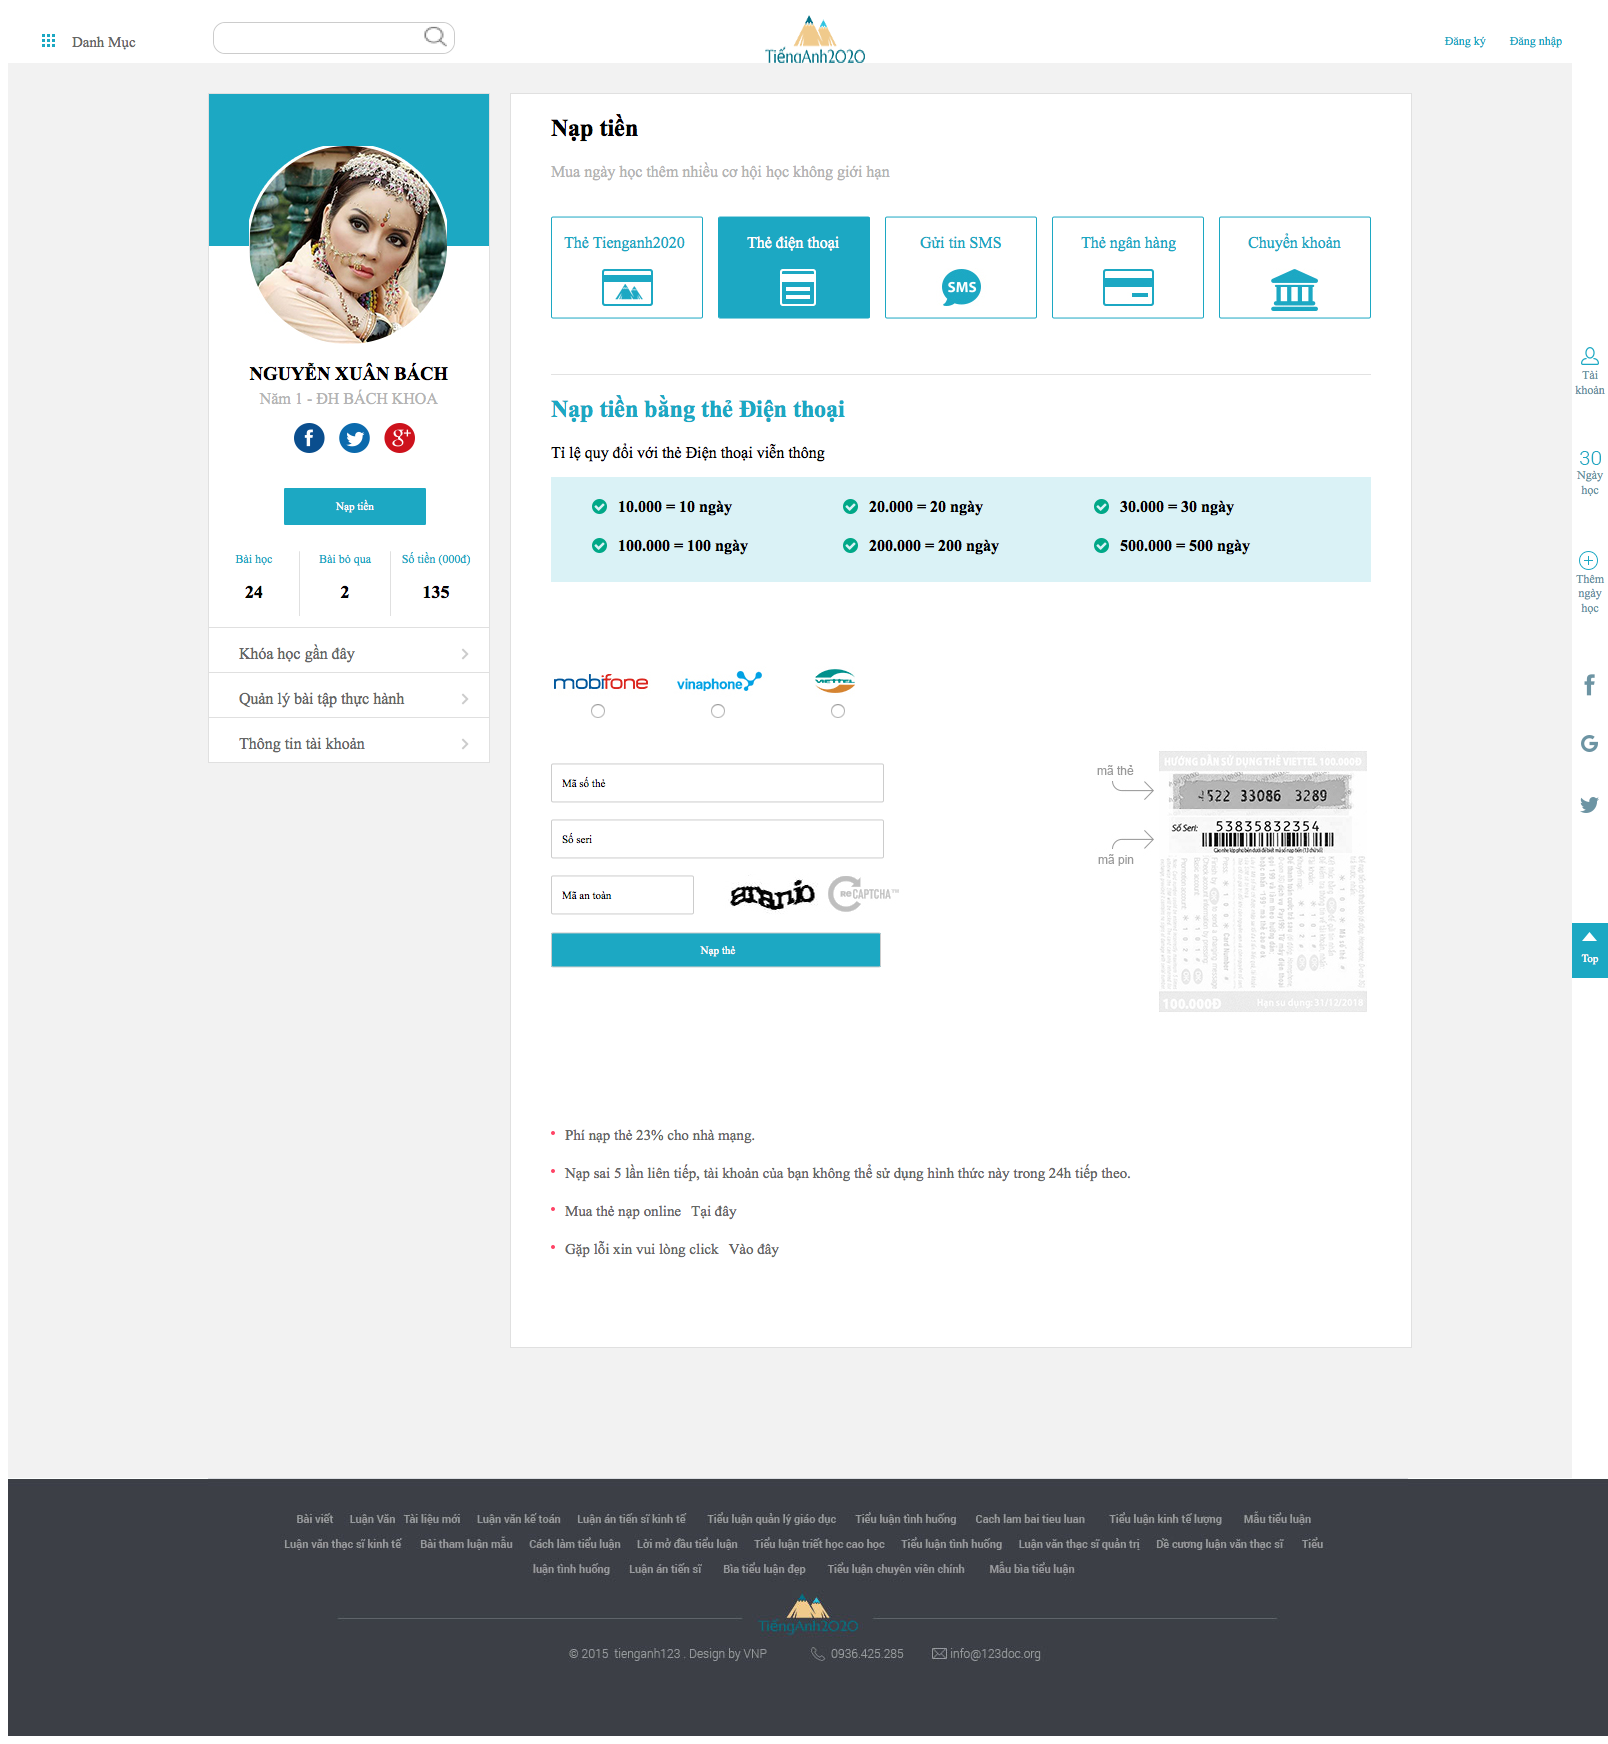 Danh Mục
TiếngAnh2020
Đăng ký Đăng nhập
NGUYỄN XUÂN BÁCH
Năm 1 - ĐH BÁCH KHOA
Nạp tiền
Bài học Bài bỏ qua Số tiền (000đ)
24 2 135
Khóa học gần đây
Quản lý bài tập thực hành
Thông tin tài khoản
Nạp tiền
Mua ngày học thêm nhiều cơ hội học không giới hạn
Thẻ Tienganh2020 Thẻ điện thoại Gửi tin SMS Thẻ ngân hàng Chuyển khoản
SMS
Nạp tiền bằng thẻ Điện thoại
Tỉ lệ quy đổi với thẻ Điện thoại viễn thông
10.000 = 10 ngày 20.000 = 20 ngày 30.000 = 30 ngày
100.000 = 100 ngày 200.000 = 200 ngày 500.000 = 500 ngày
mobifone vinaphone VIETTEL
Mã số thẻ
Số seri
Mã an toàn
reCAPTCHA™
Nạp thẻ
HƯỚNG DẪN SỬ DỤNG THẺ VIETTEL 100.000Đ
mã thẻ
4522 33086 3289
Số Seri: 53835832354
mã pin
100.000Đ Hạn sử dụng: 31/12/2018
Phí nạp thẻ 23% cho nhà mạng.
Nạp sai 5 lần liên tiếp, tài khoản của bạn không thể sử dụng hình thức này trong 24h tiếp theo.
Mua thẻ nạp online Tại đây
Gặp lỗi xin vui lòng click Vào đây
Tài
khoản
30
Ngày
học
Thêm
ngày
học
Top
Bài viết Luận Văn Tài liệu mới Luận văn kế toán Luận án tiến sĩ kinh tế Tiểu luận quản lý giáo dục Tiểu luận tình huống Cach lam bai tieu luan Tiểu luận kinh tế lượng Mẫu tiểu luận
Luận văn thạc sĩ kinh tế Bài tham luận mẫu Cách làm tiểu luận Lời mở đầu tiểu luận Tiểu luận triết học cao học Tiểu luận tình huống Luận văn thạc sĩ quản trị Dề cương luận văn thạc sĩ Tiểu
luận tình huống Luận án tiến sĩ Bìa tiểu luận đẹp Tiểu luận chuyên viên chính Mẫu bìa tiểu luận
TiếngAnh2020
© 2015 tienganh123 . Design by VNP 0936.425.285 info@123doc.org